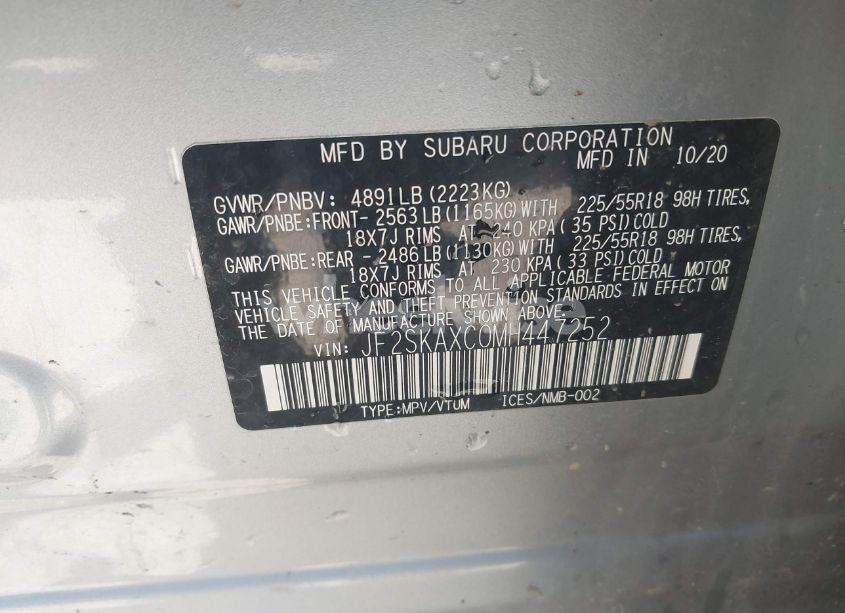 MFD BY SUBARU CORPORATION
MFD IN 10/20
GVWR/PNBV: 4891LB (2223KG)
GAWR/PNBE:FRONT- 2563LB (1165KG) WITH 225/55R18 98H TIRES,
18X7J RIMS AT 240 KPA ( 35 PSI) COLD
GAWR/PNBE:REAR - 2486LB (1130KG) WITH 225/55R18 98H TIRES,
18X7J RIMS AT 230 KPA ( 33 PSI) COLD
THIS VEHICLE CONFORMS TO ALL APPLICABLE FEDERAL MOTOR
VEHICLE SAFETY AND THEFT PREVENTION STANDARDS IN EFFECT ON
THE DATE OF MANUFACTURE SHOWN ABOVE.
VIN: JF2SKAXC0MH447252
TYPE:MPV/VTUM ICES/NMB-002